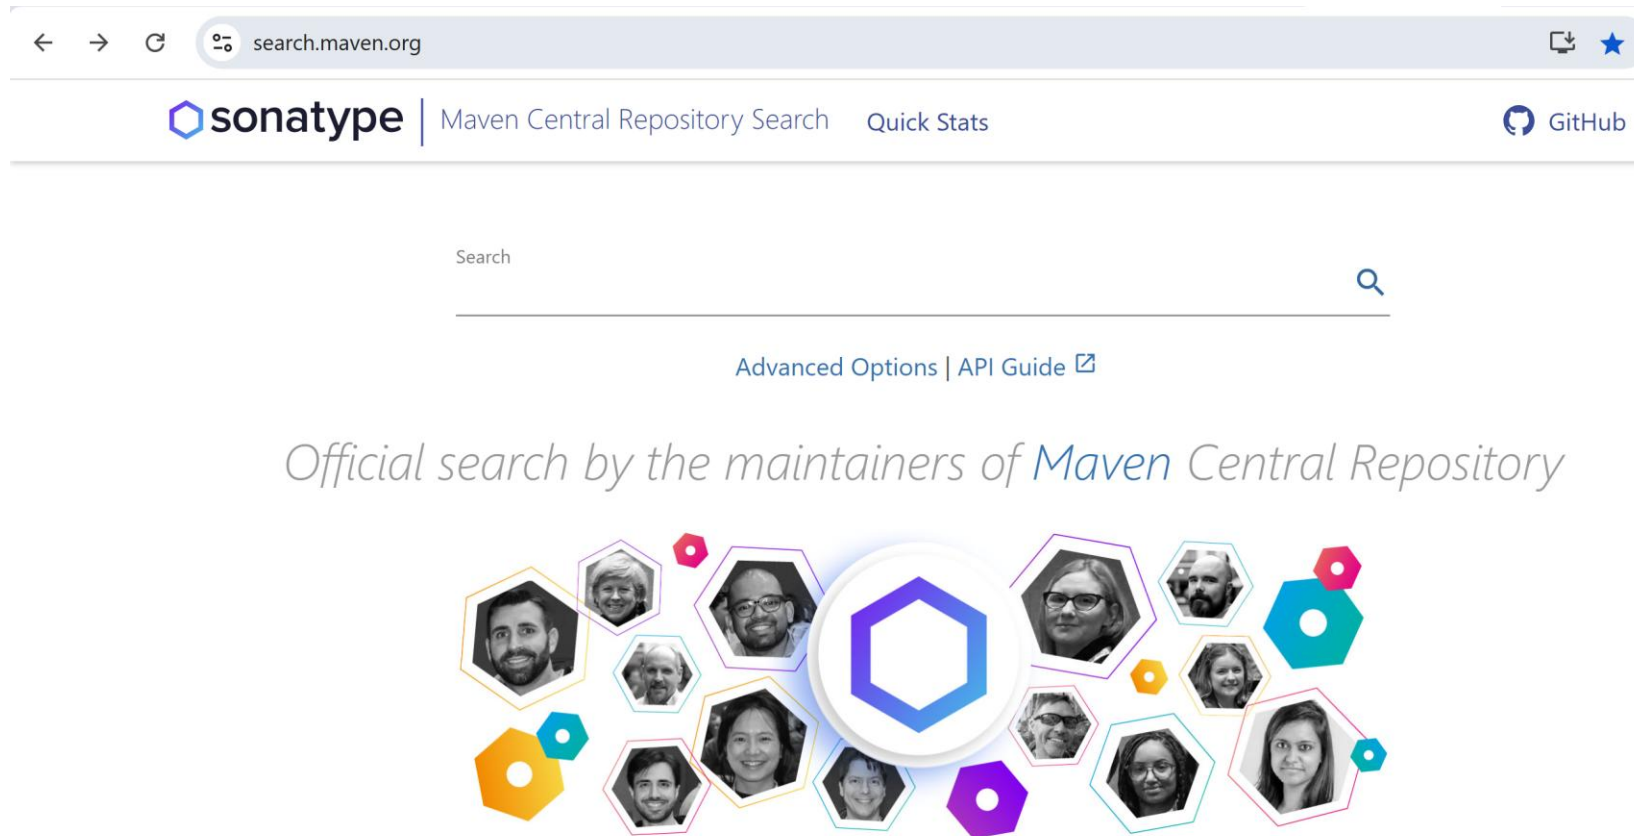 search.maven.org
sonatype | Maven Central Repository Search Quick Stats GitHub
Search
Advanced Options | API Guide
Official search by the maintainers of Maven Central Repository